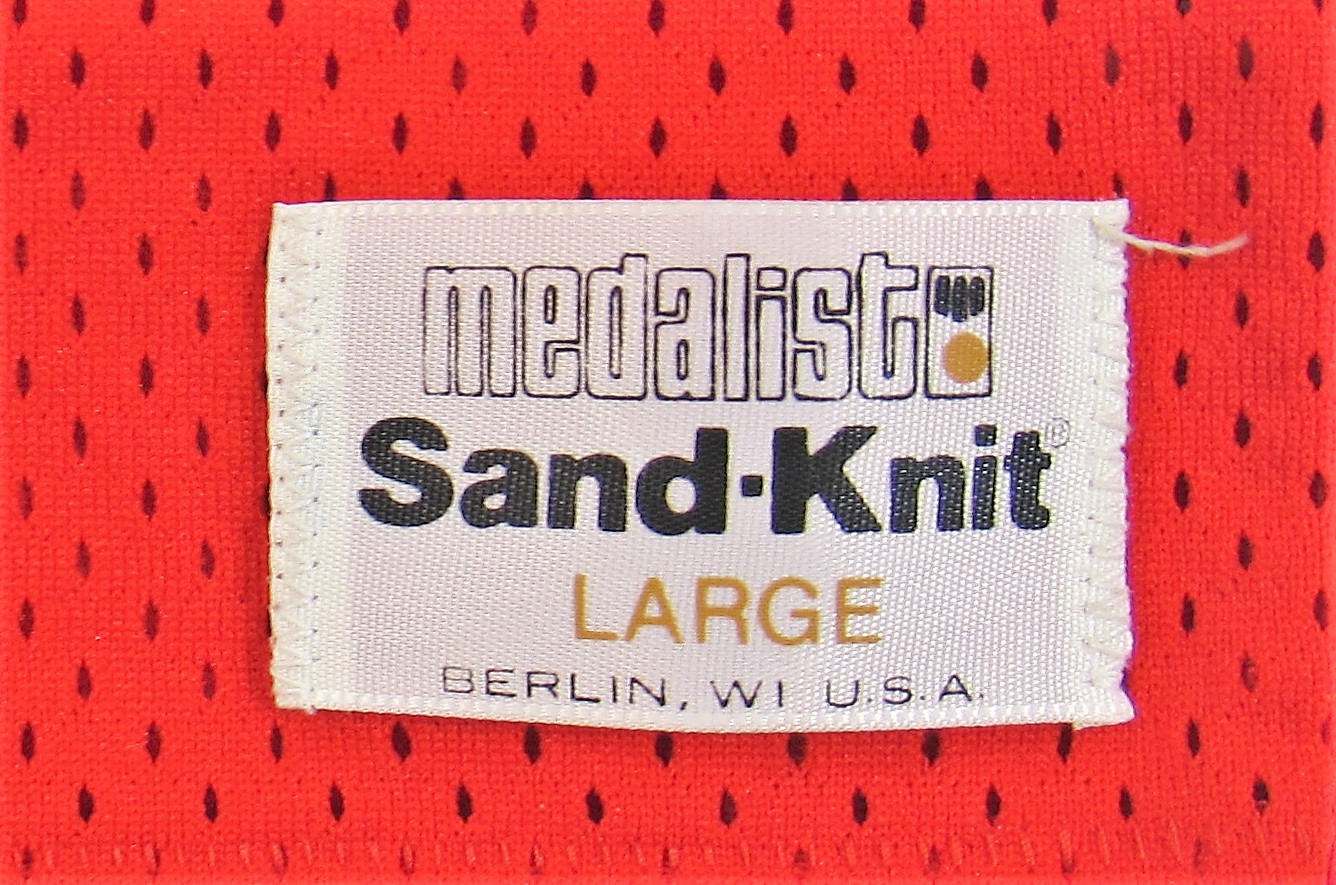 medalist
Sand·Knit®
LARGE
BERLIN, WI U.S.A.